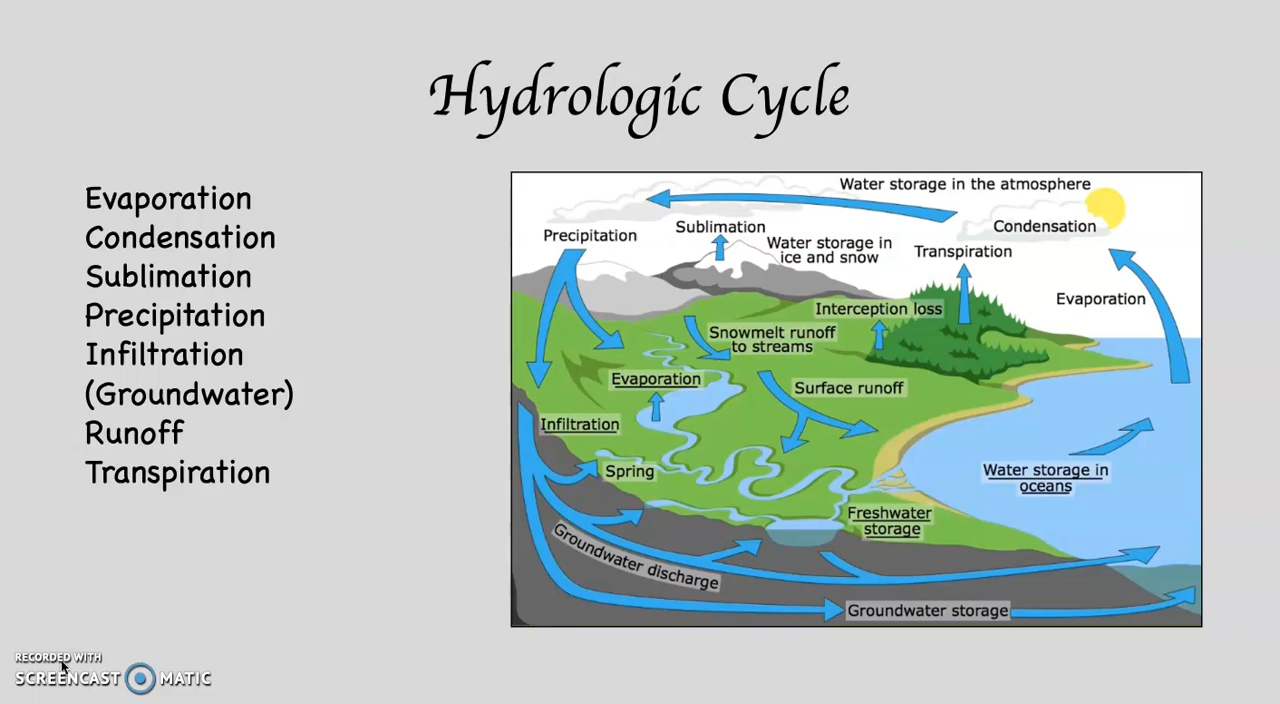 Hydrologic Cycle
Evaporation
Condensation
Sublimation
Precipitation
Infiltration
(Groundwater)
Runoff
Transpiration
Water storage in the atmosphere
Condensation
Sublimation
Precipitation
Water storage in
ice and snow
Transpiration
Evaporation
Interception loss
Snowmelt runoff
to streams
Evaporation
Surface runoff
Infiltration
Spring
Water storage in
oceans
Freshwater
storage
Groundwater discharge
Groundwater storage
RECORDED WITH
SCREENCAST MATIC